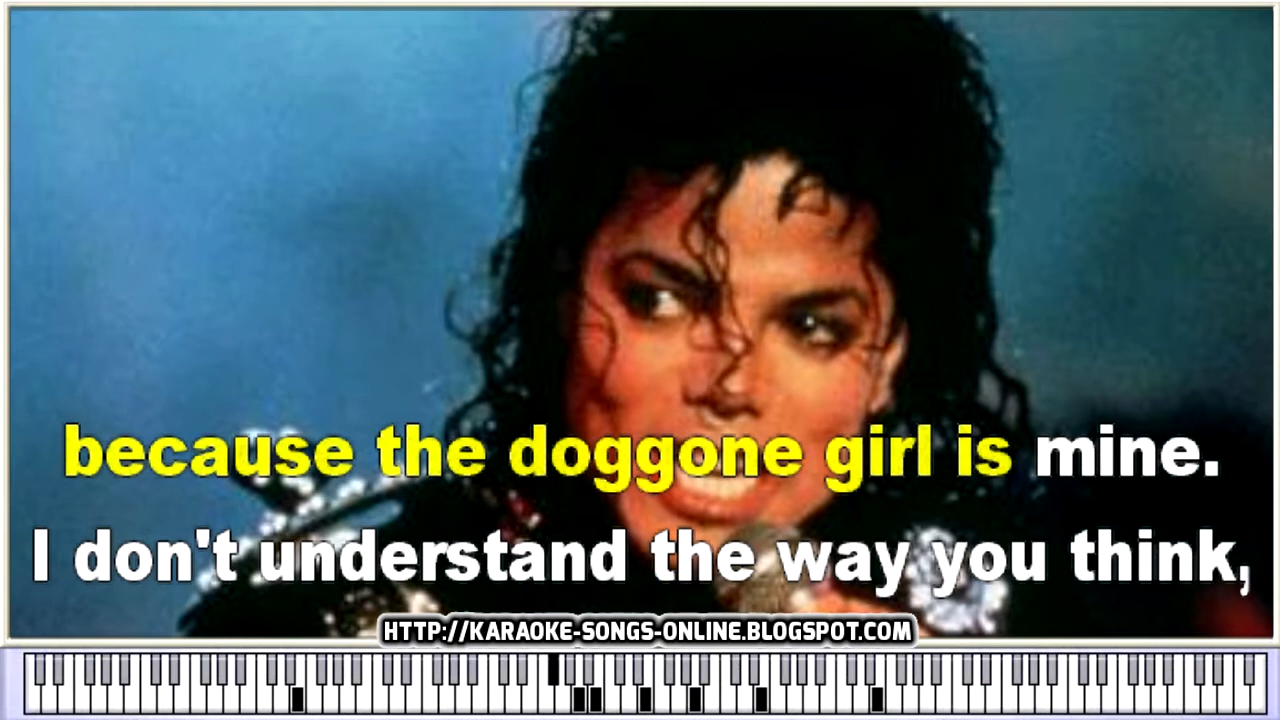 because the doggone girl is mine.
I don't understand the way you think,
HTTP://KARAOKE-SONGS-ONLINE.BLOGSPOT.COM